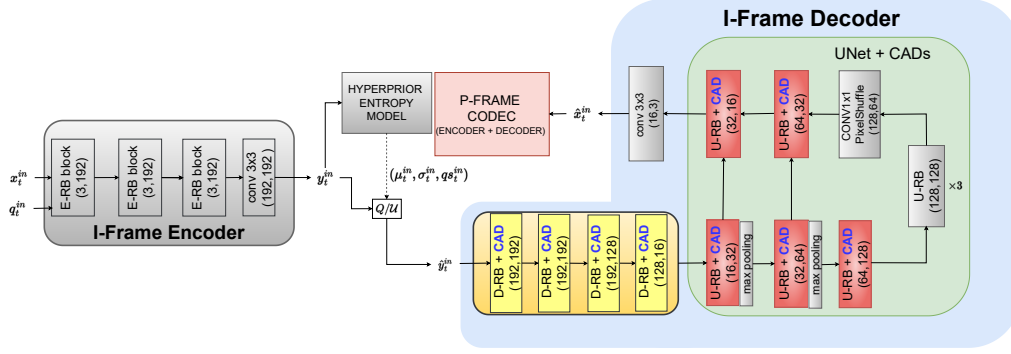 I-Frame Decoder
UNet + CADs
HYPERPRIOR
ENTROPY
MODEL
P-FRAME
CODEC
(ENCODER + DECODER)
x̂_t^in
conv 3x3
(16,3)
U-RB + CAD
(32,16)
U-RB + CAD
(64,32)
CONV1x1
PixelShuffle
(128,64)
U-RB
(128,128)
×3
x_t^in
q_t^in
E-RB block
(3,192)
E-RB block
(3,192)
E-RB block
(3,192)
conv 3x3
(192,192)
I-Frame Encoder
y_t^in
(μ_t^in, σ_t^in, qs_t^in)
Q/U
ŷ_t^in
D-RB + CAD
(192,192)
D-RB + CAD
(192,192)
D-RB + CAD
(192,128)
D-RB + CAD
(128,16)
U-RB + CAD
(16,32)
max pooling
U-RB + CAD
(32,64)
max pooling
U-RB + CAD
(64,128)